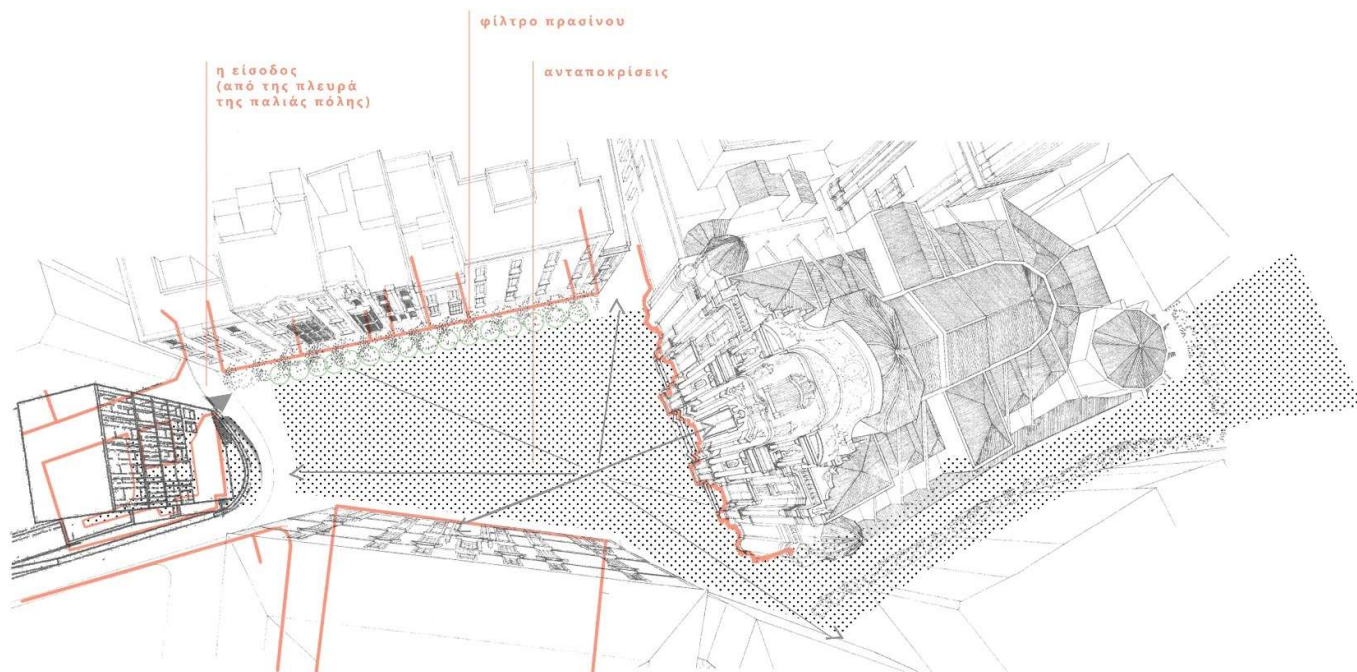 φίλτρο πρασίνου
ανταποκρίσεις
η είσοδος
(από της πλευρά
της παλιάς πόλης)